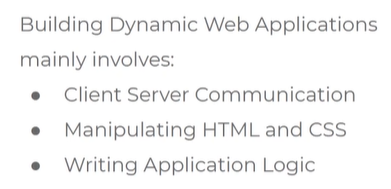 Building Dynamic Web Applications
mainly involves:
● Client Server Communication
● Manipulating HTML and CSS
● Writing Application Logic